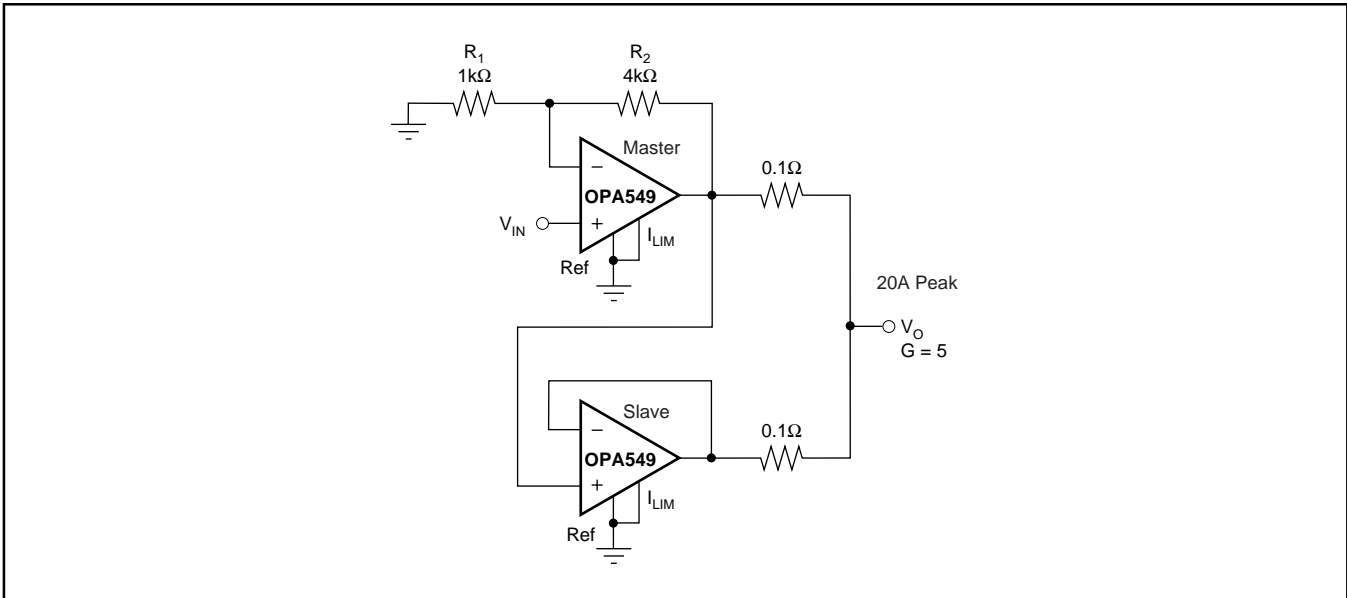 R1
1kΩ
R2
4kΩ
Master
−
OPA549
+
VIN
ILIM
Ref
0.1Ω
20A Peak
VO
G = 5
Slave
−
OPA549
+
ILIM
Ref
0.1Ω